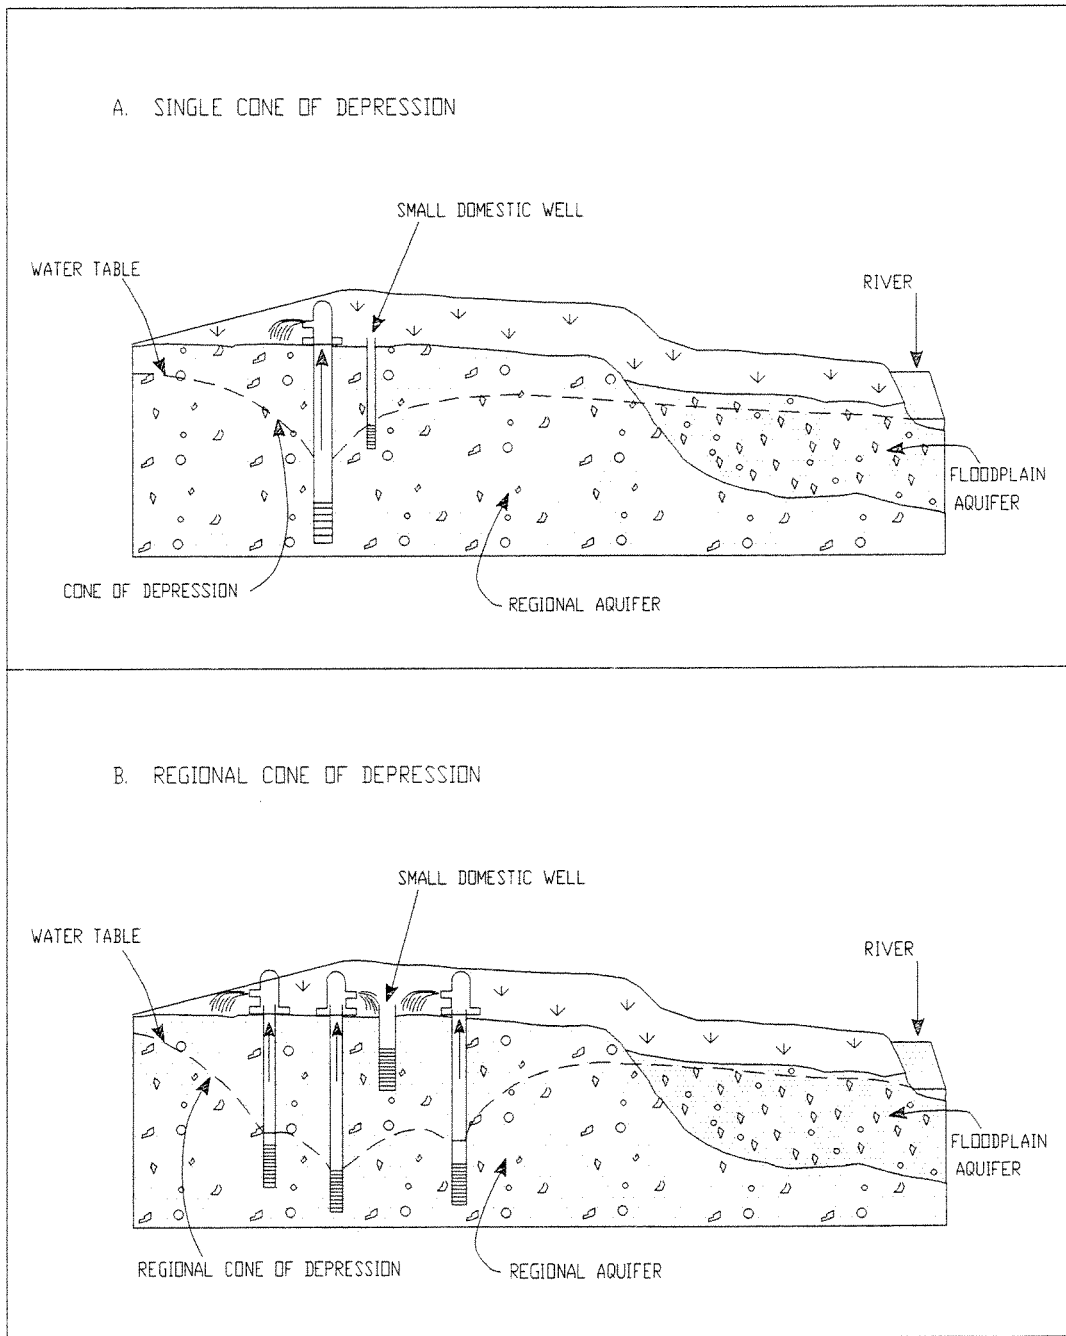 A. SINGLE CONE OF DEPRESSION
SMALL DOMESTIC WELL
WATER TABLE
RIVER
FLOODPLAIN
AQUIFER
CONE OF DEPRESSION
REGIONAL AQUIFER
B. REGIONAL CONE OF DEPRESSION
SMALL DOMESTIC WELL
WATER TABLE
RIVER
FLOODPLAIN
AQUIFER
REGIONAL CONE OF DEPRESSION
REGIONAL AQUIFER